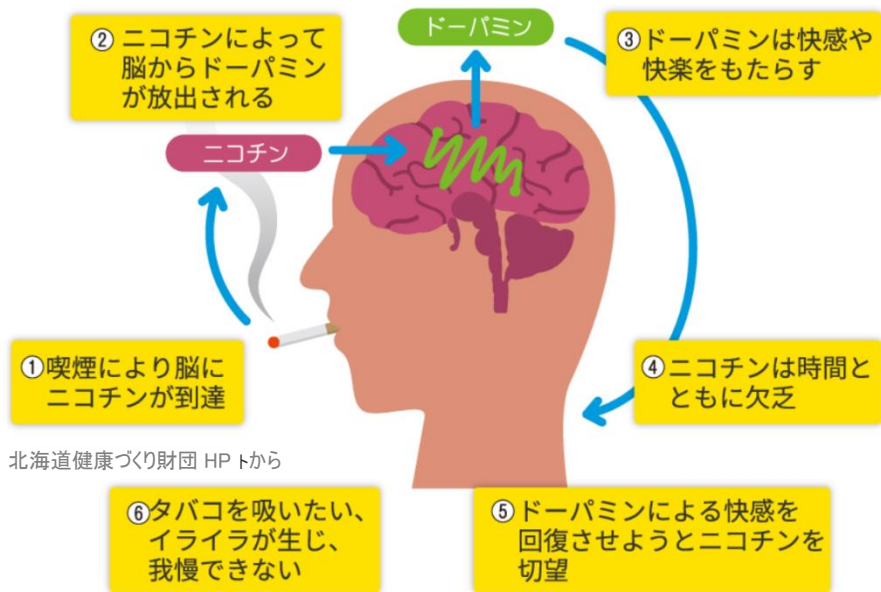 ②ニコチンによって
脳からドーパミン
が放出される
ドーパミン
③ドーパミンは快感や
快楽をもたらす
ニコチン
①喫煙により脳に
ニコチンが到達
④ニコチンは時間と
ともに欠乏
北海道健康づくり財団 HP トから
⑥タバコを吸いたい、
イライラが生じ、
我慢できない
⑤ドーパミンによる快感を
回復させようとニコチンを
切望